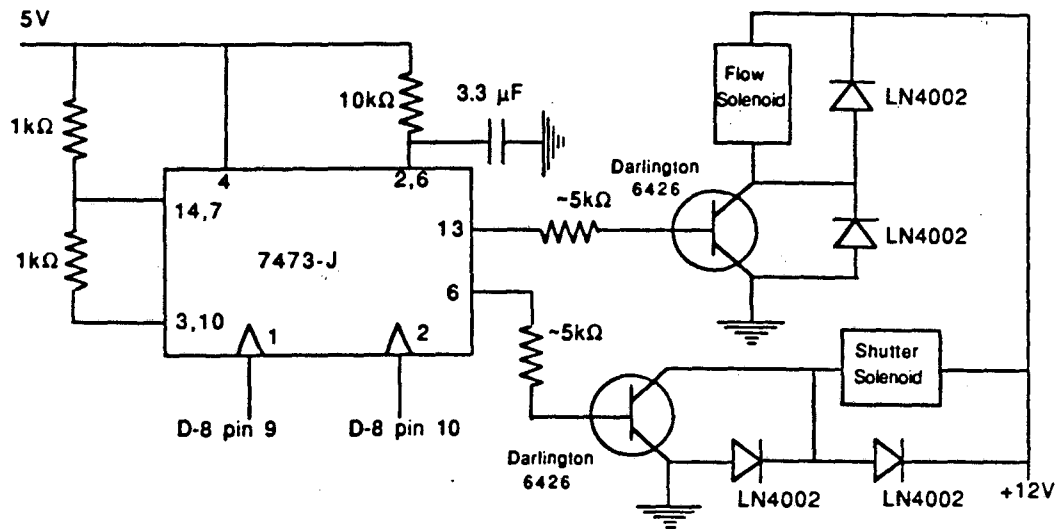 5V
1kΩ
10kΩ
3.3 µF
Flow
Solenoid
LN4002
4
2,6
Darlington
6426
14,7
13
~5kΩ
LN4002
1kΩ
7473-J
6
3,10
1
2
~5kΩ
Shutter
Solenoid
D-8 pin 9
D-8 pin 10
Darlington
6426
LN4002
LN4002
+12V